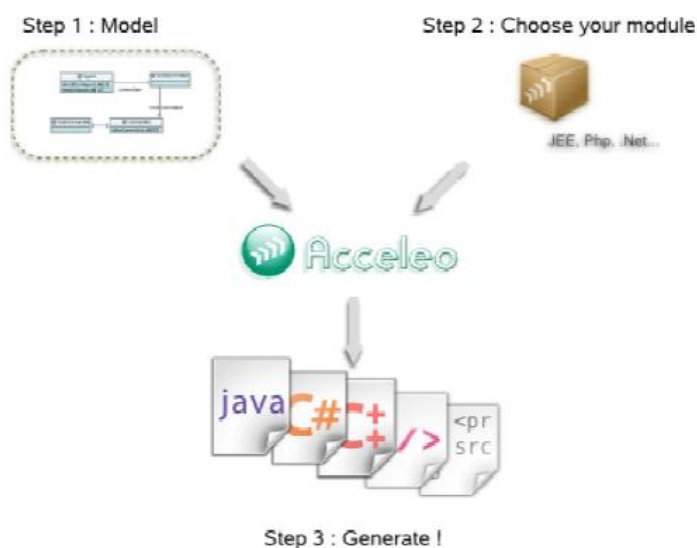 Step 1 : Model
Step 2 : Choose your module
JEE, Php, .Net...
Acceleo
java
C#
C++
/>
<pr
src
Step 3 : Generate !